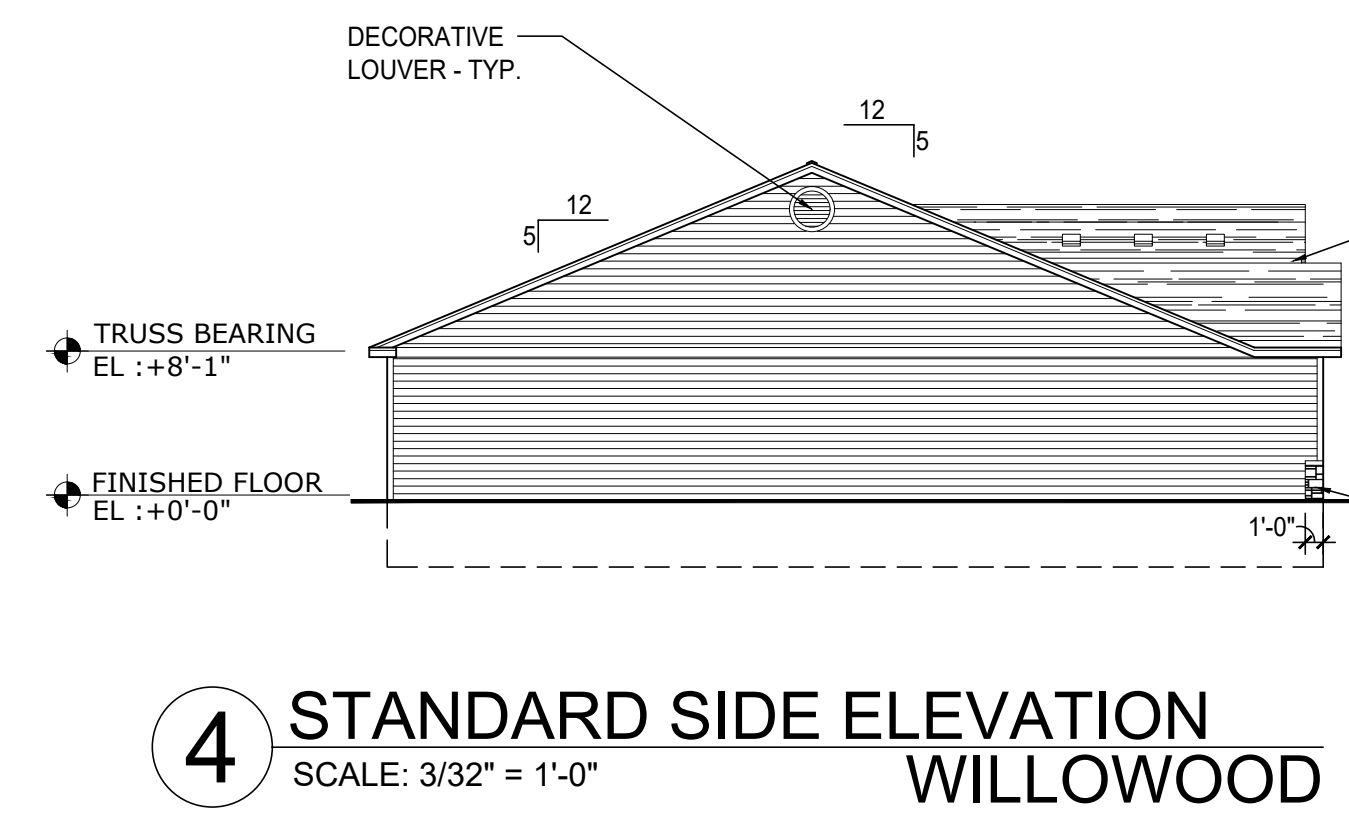 DECORATIVE
LOUVER - TYP.
12
5
12
5
TRUSS BEARING
EL :+8'-1"
FINISHED FLOOR
EL :+0'-0"
1'-0"
4
STANDARD SIDE ELEVATION
SCALE: 3/32" = 1'-0"
WILLOWOOD